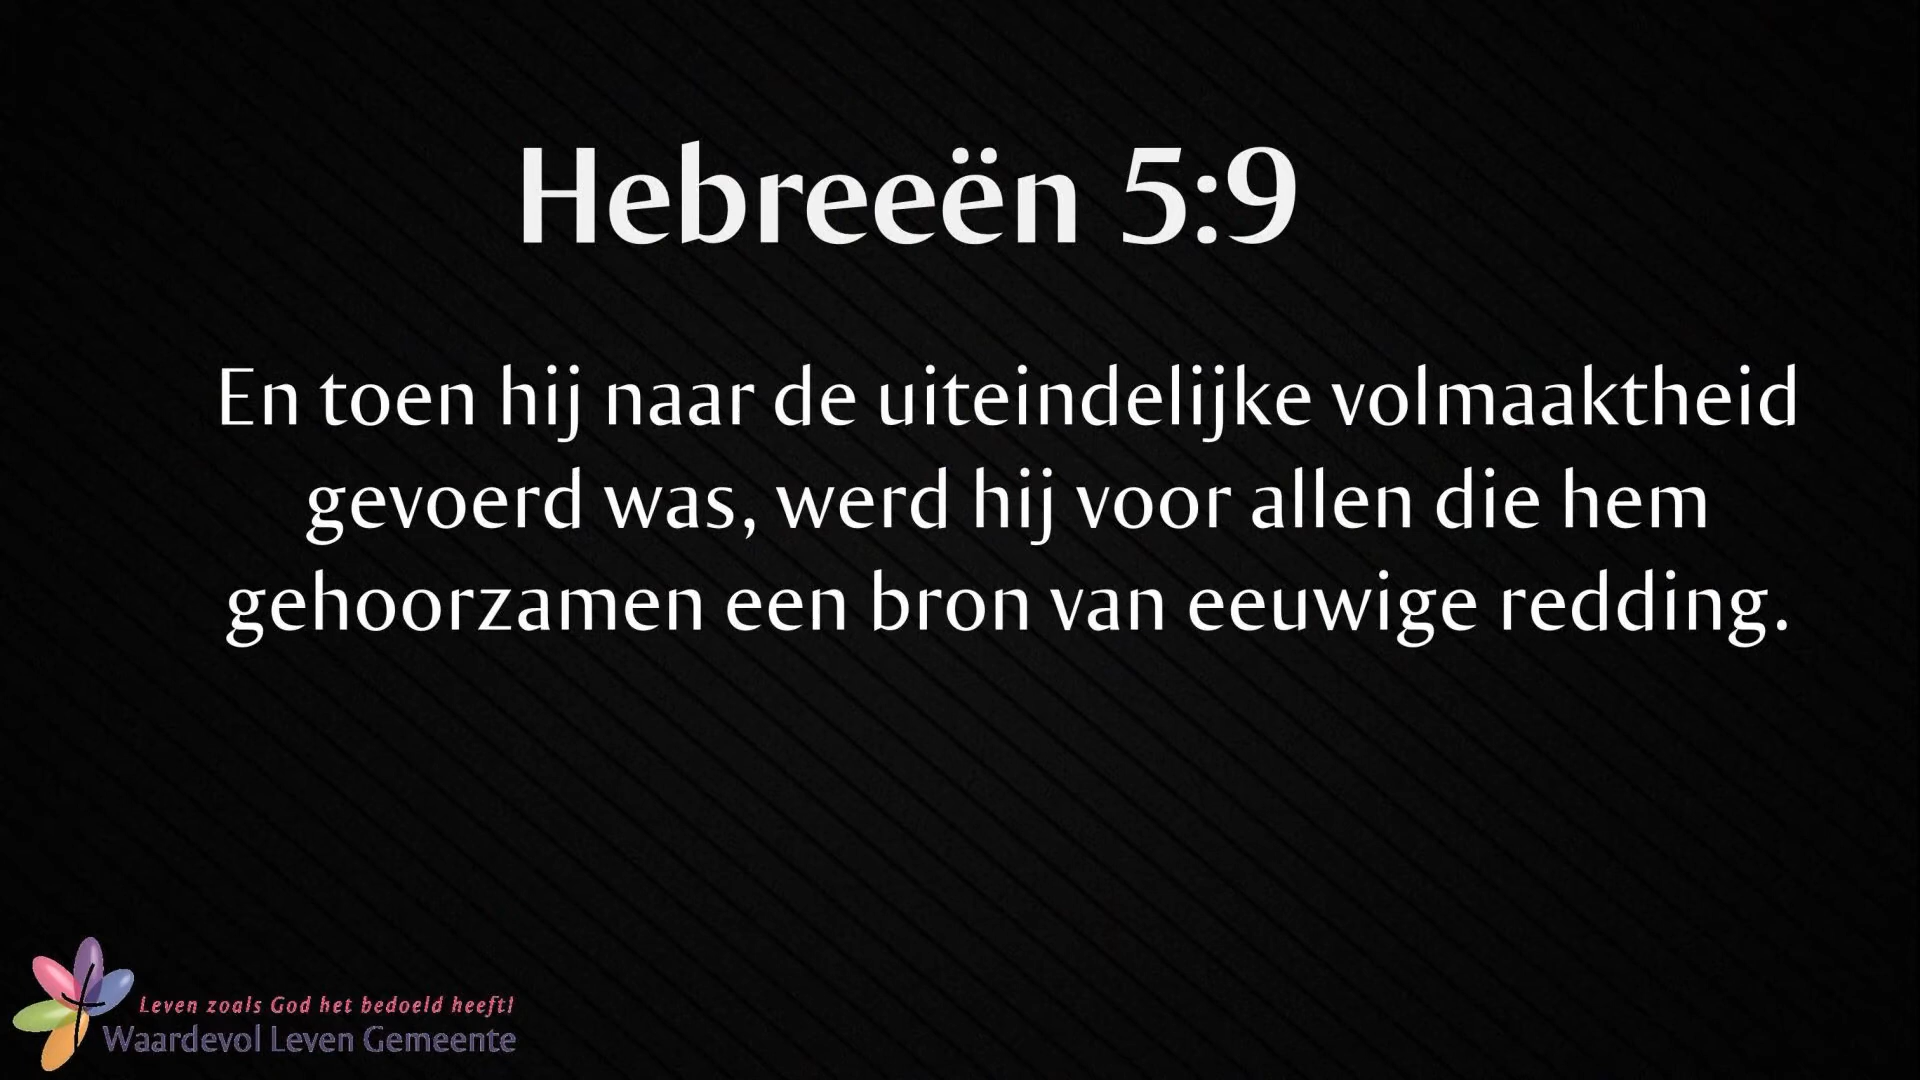 Hebreeën 5:9
En toen hij naar de uiteindelijke volmaaktheid
gevoerd was, werd hij voor allen die hem
gehoorzamen een bron van eeuwige redding.
Leven zoals God het bedoeld heeft!
Waardevol Leven Gemeente